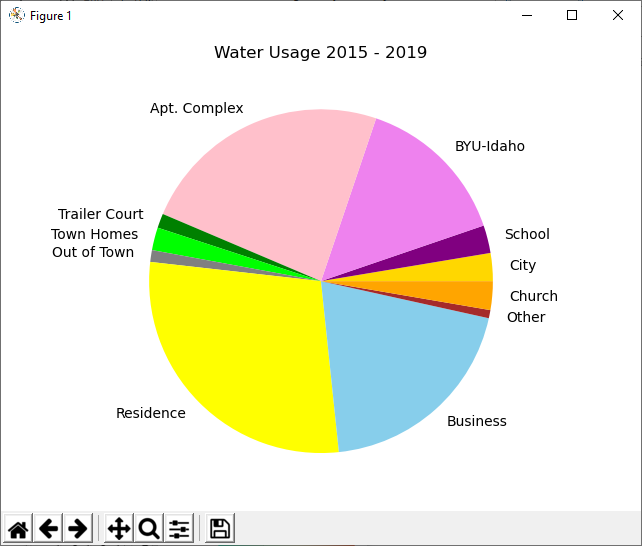 Figure 1
Water Usage 2015 - 2019
Apt. Complex
BYU-Idaho
Trailer Court
School
Town Homes
Out of Town
City
Church
Other
Residence
Business